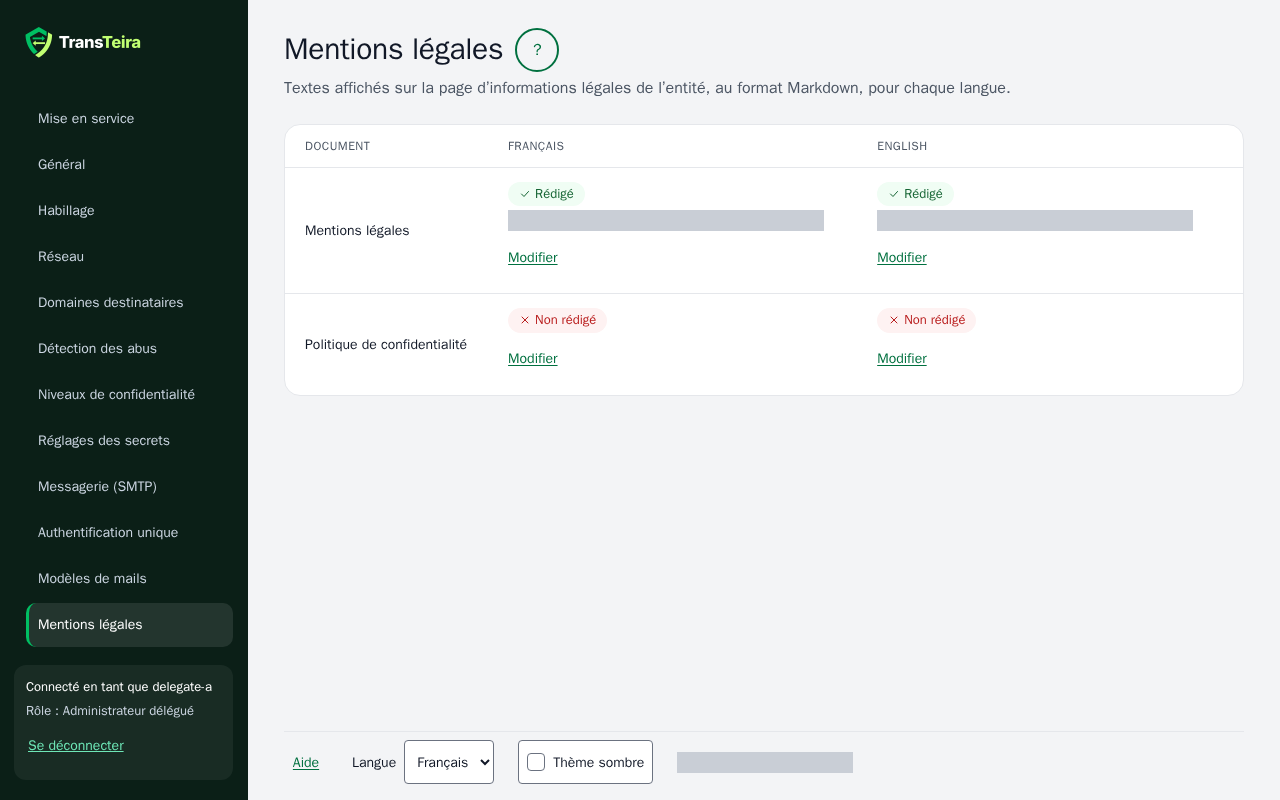 TransTeira
Mise en service
Général
Habillage
Réseau
Domaines destinataires
Détection des abus
Niveaux de confidentialité
Réglages des secrets
Messagerie (SMTP)
Authentification unique
Modèles de mails
Mentions légales
Connecté en tant que delegate-a
Rôle : Administrateur délégué
Se déconnecter
Mentions légales ?
Textes affichés sur la page d'informations légales de l'entité, au format Markdown, pour chaque langue.
DOCUMENT FRANÇAIS ENGLISH
Mentions légales
Rédigé
Modifier
Rédigé
Modifier
Politique de confidentialité
Non rédigé
Modifier
Non rédigé
Modifier
Aide Langue Français Thème sombre